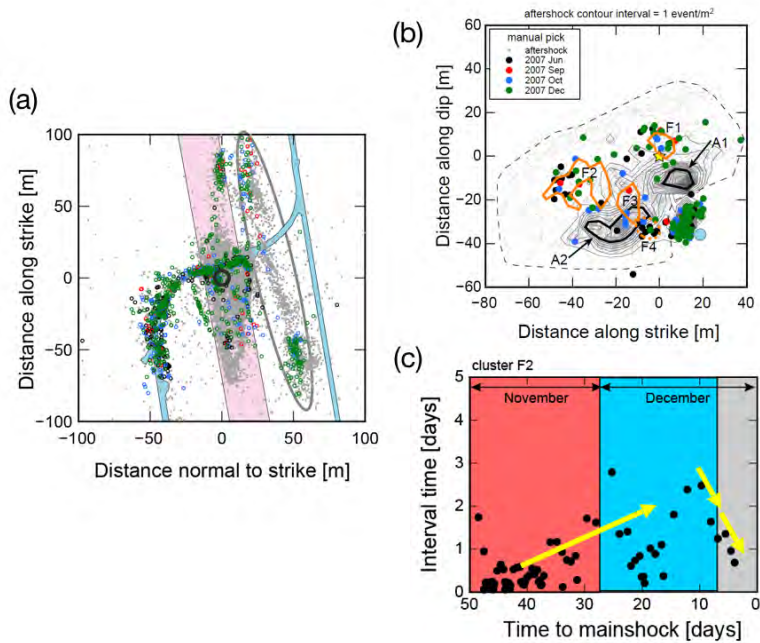 (a)
100
50
0
−50
−100
−100
−50
0
50
100
Distance along strike [m]
Distance normal to strike [m]
(b)
aftershock contour interval = 1 event/m²
manual pick
aftershock
2007 Jun
2007 Sep
2007 Oct
2007 Dec
60
40
20
0
−20
−40
−60
−80
−60
−40
−20
0
20
40
Distance along dip [m]
Distance along strike [m]
F1
A1
F2
F3
F4
A2
(c)
cluster F2
November
December
5
4
3
2
1
0
50
40
30
20
10
0
Interval time [days]
Time to mainshock [days]